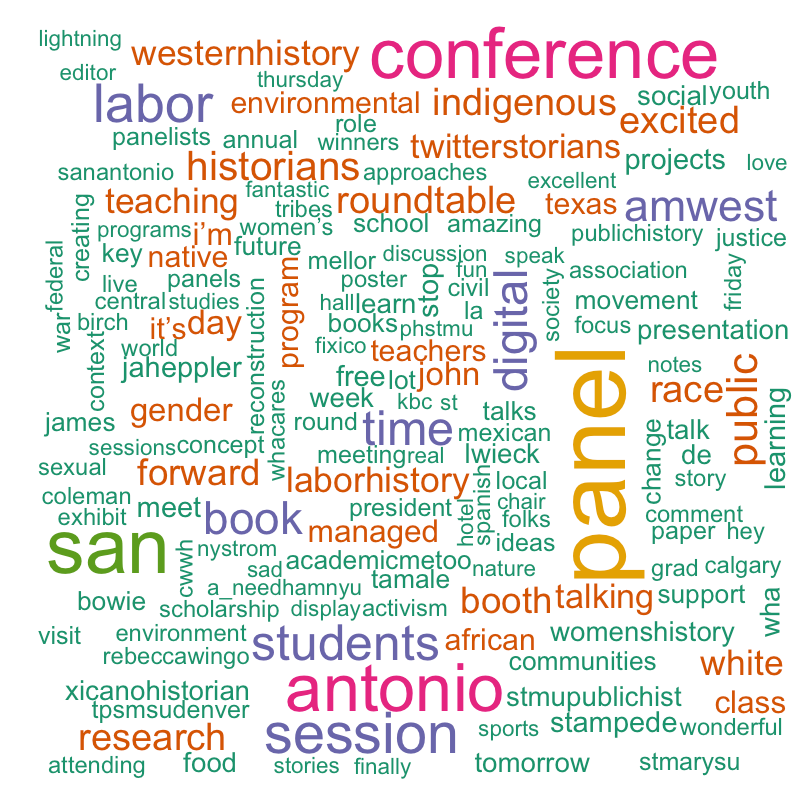 lightning
westernhistory
conference
editor
thursday
labor
environmental
indigenous
social
youth
excited
role
panelists
annual
winners
twitterstorians
projects
love
sanantonio
historians
approaches
excellent
fantastic
teaching
tribes
roundtable
texas
amwest
creating
programs
i'm
women's
school
amazing
publichistory
justice
future
key
native
mellor
discussion
speak
association
federal
live
panels
program
poster
fun
civil
stop
digital
society
movement
friday
central
studies
hall
learn
la
war
birch
it's
day
books
phstmu
focus
presentation
world
fixico
teachers
context
jaheppler
reconstruction
free
lot
john
panel
notes
race
public
gender
whacares
week
kbc
st
talks
learning
james
round
time
mexican
change
talk
sessions
concept
meeting
real
lwieck
de
sexual
forward
laborhistory
spanish
local
story
coleman
meet
president
chair
exhibit
book
managed
hotel
folks
comment
san
nystrom
ideas
paper
hey
cwwh
sad
academicmetoo
nature
grad
calgary
a_needhamnyu
tamale
bowie
scholarship
display
activism
booth
talking
support
wha
visit
environment
students
african
womenshistory
rebeccawingo
communities
white
xicanohistorian
antonio
stmupublichist
class
tpsmsudenver
research
session
sports
stampede
wonderful
attending
food
stories
finally
tomorrow
stmarysu